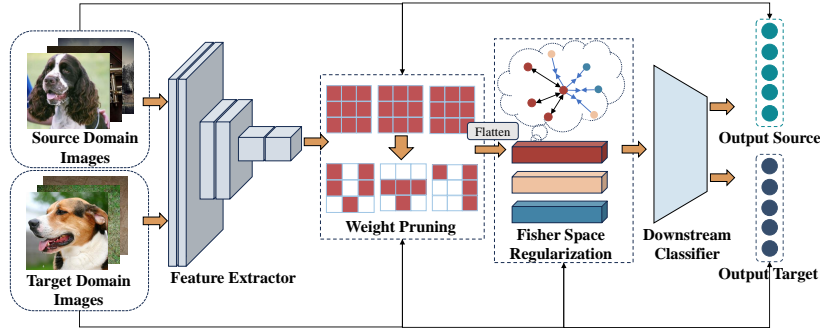 Source Domain
Images
Target Domain
Images
Feature Extractor
Weight Pruning
Flatten
Fisher Space
Regularization
Downstream
Classifier
Output Source
Output Target